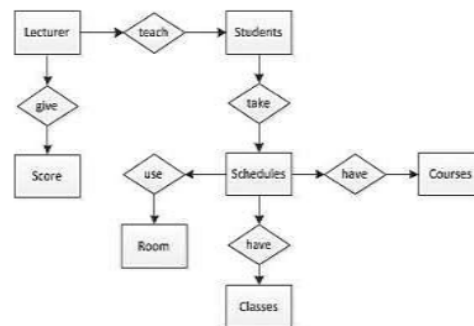 Lecturer
teach
Students
give
take
Score
use
Schedules
have
Courses
Room
have
Classes